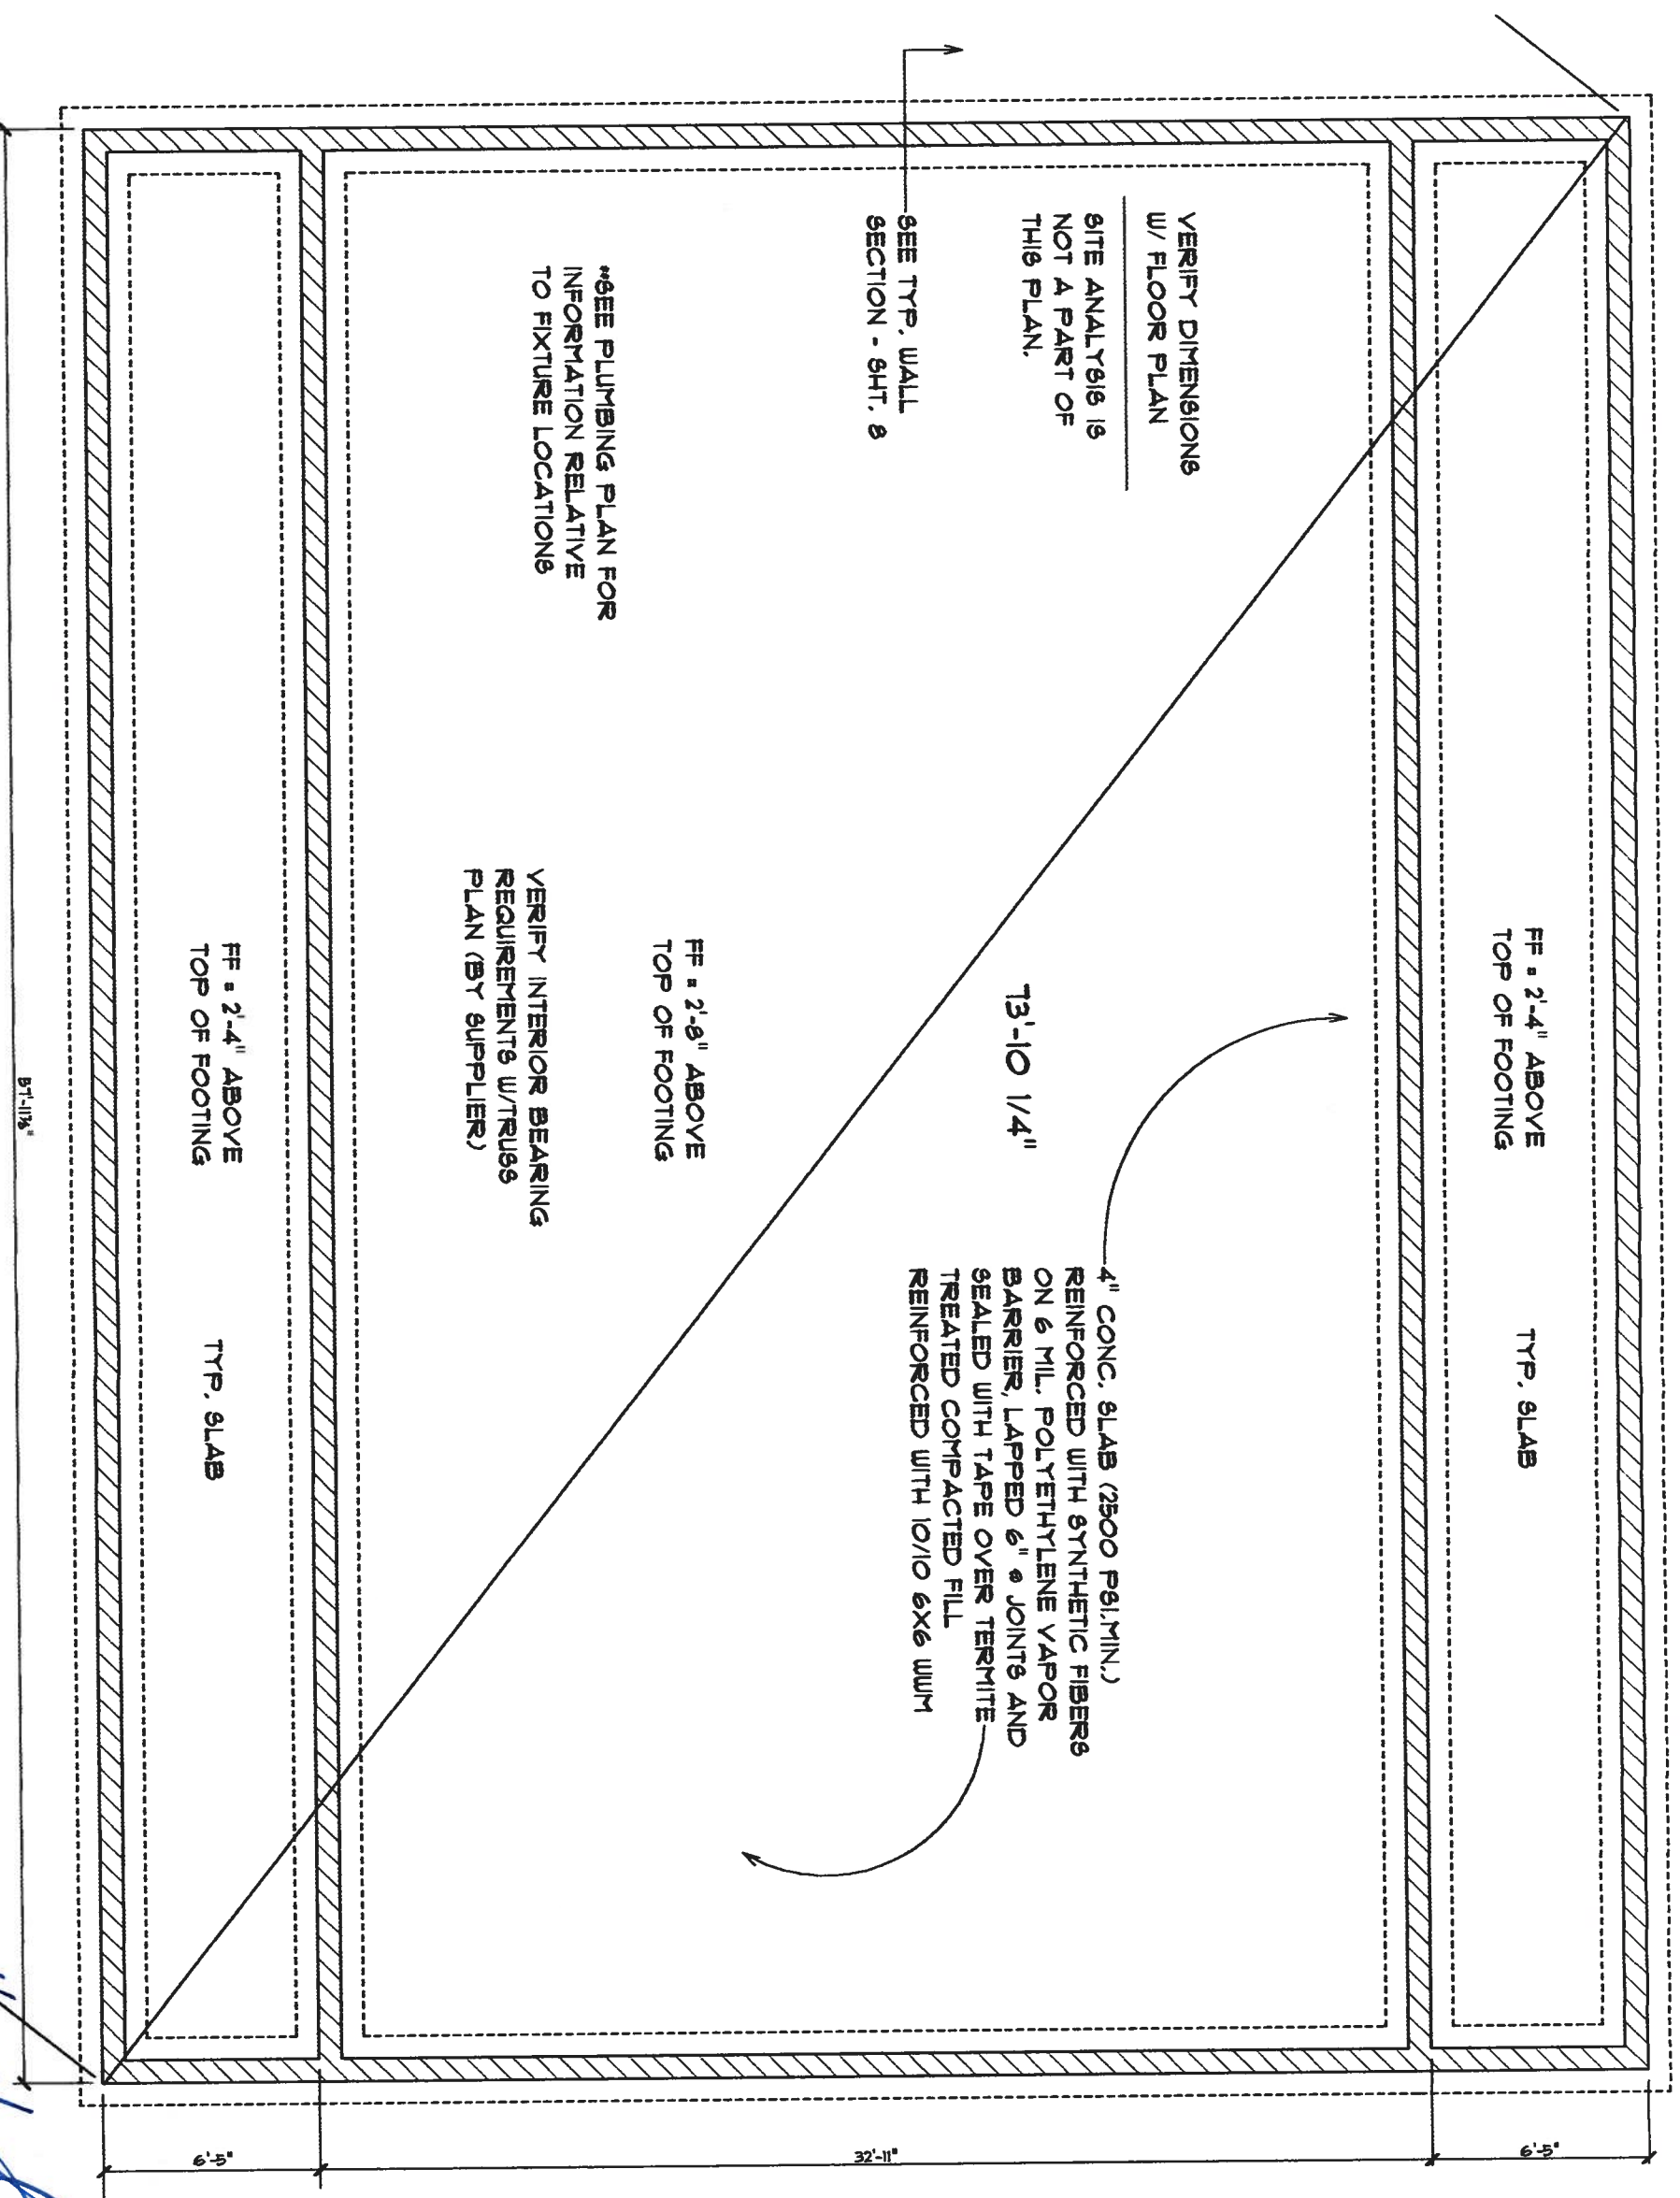 FF = 2'-4" ABOVE
TOP OF FOOTING
TYP. SLAB
VERIFY DIMENSIONS
W/ FLOOR PLAN
SITE ANALYSIS IS
NOT A PART OF
THIS PLAN.
SEE TYP. WALL
SECTION - SHT. 8
73'-10 1/4"
4" CONC. SLAB (2500 PSI.MIN.)
REINFORCED WITH SYNTHETIC FIBERS
ON 6 MIL. POLYETHYLENE VAPOR
BARRIER, LAPPED 6" @ JOINTS AND
SEALED WITH TAPE OVER TERMITE
TREATED COMPACTED FILL
REINFORCED WITH 10/10 6X6 WWM
*SEE PLUMBING PLAN FOR
INFORMATION RELATIVE
TO FIXTURE LOCATIONS
FF = 2'-8" ABOVE
TOP OF FOOTING
VERIFY INTERIOR BEARING
REQUIREMENTS W/TRUSS
PLAN (BY SUPPLIER)
FF = 2'-4" ABOVE
TOP OF FOOTING
TYP. SLAB
6'-5"
32'-11"
6'-5"